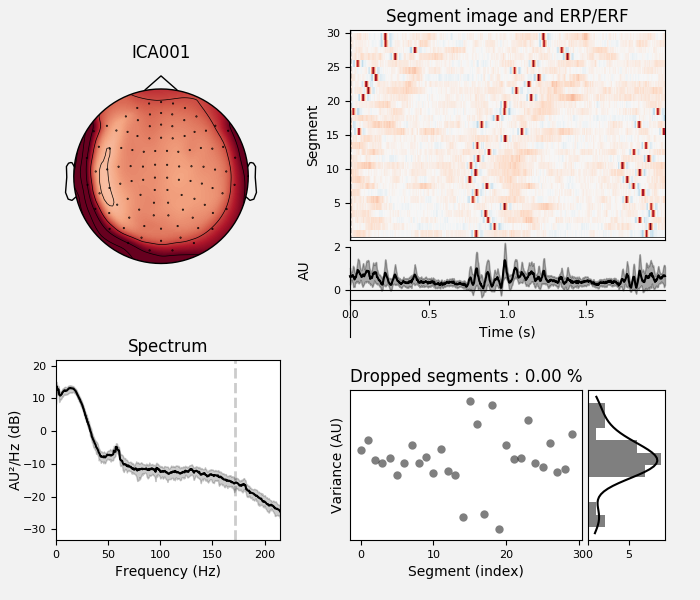 ICA001
Segment image and ERP/ERF
Segment
30
25
20
15
10
5
AU
2
0
0.0 0.5 1.0 1.5
Time (s)
Spectrum
AU²/Hz (dB)
20
10
0
−10
−20
−30
0 50 100 150 200
Frequency (Hz)
Dropped segments : 0.00 %
Variance (AU)
0 10 20 30 0 5
Segment (index)